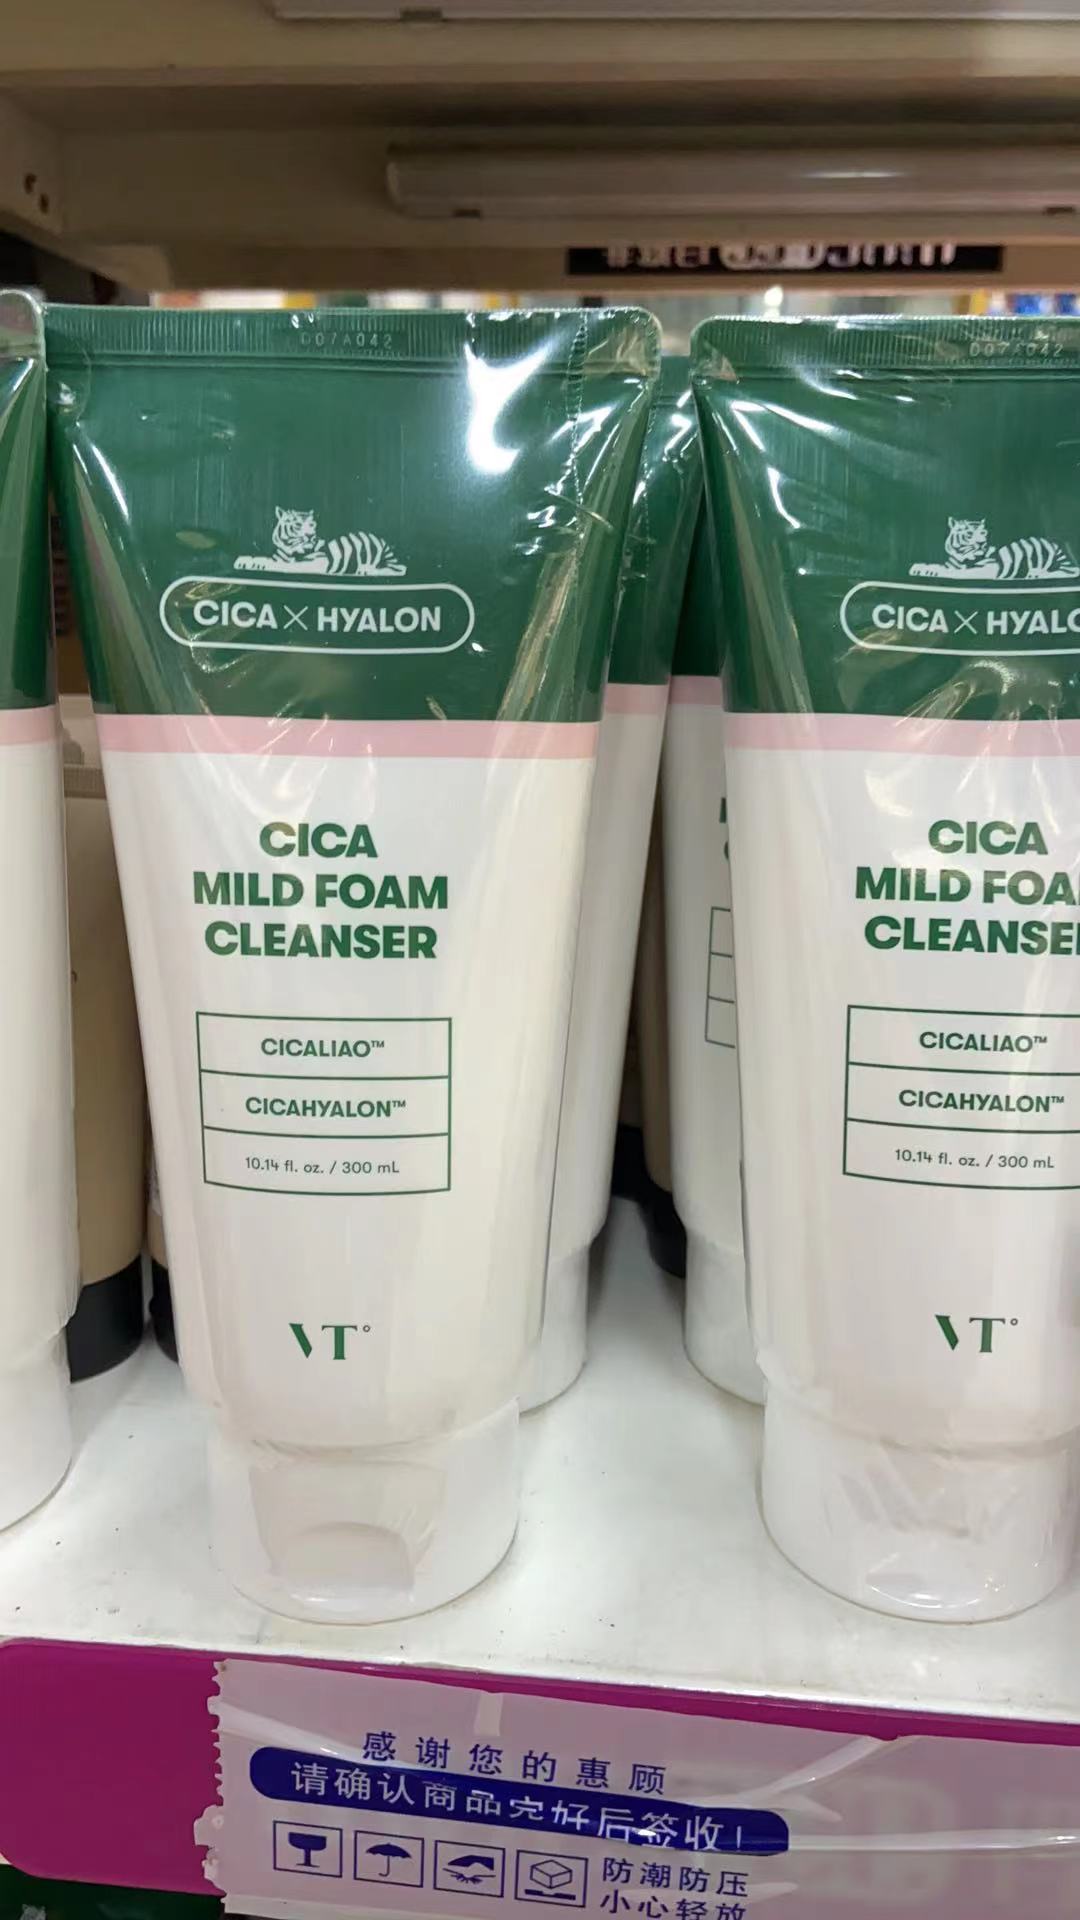 D07A042
CICA X HYALON
CICA
MILD FOAM
CLEANSER
CICALIAO™
CICAHYALON™
10.14 fl. oz. / 300 mL
VT°
D07A042
CICA X HYALO
CICA
MILD FOA
CLEANSE
CICALIAO™
CICAHYALON™
10.14 fl. oz. / 300 mL
VT°
感谢您的惠顾
请确认商品完好后签收!
防潮防压
小心轻放